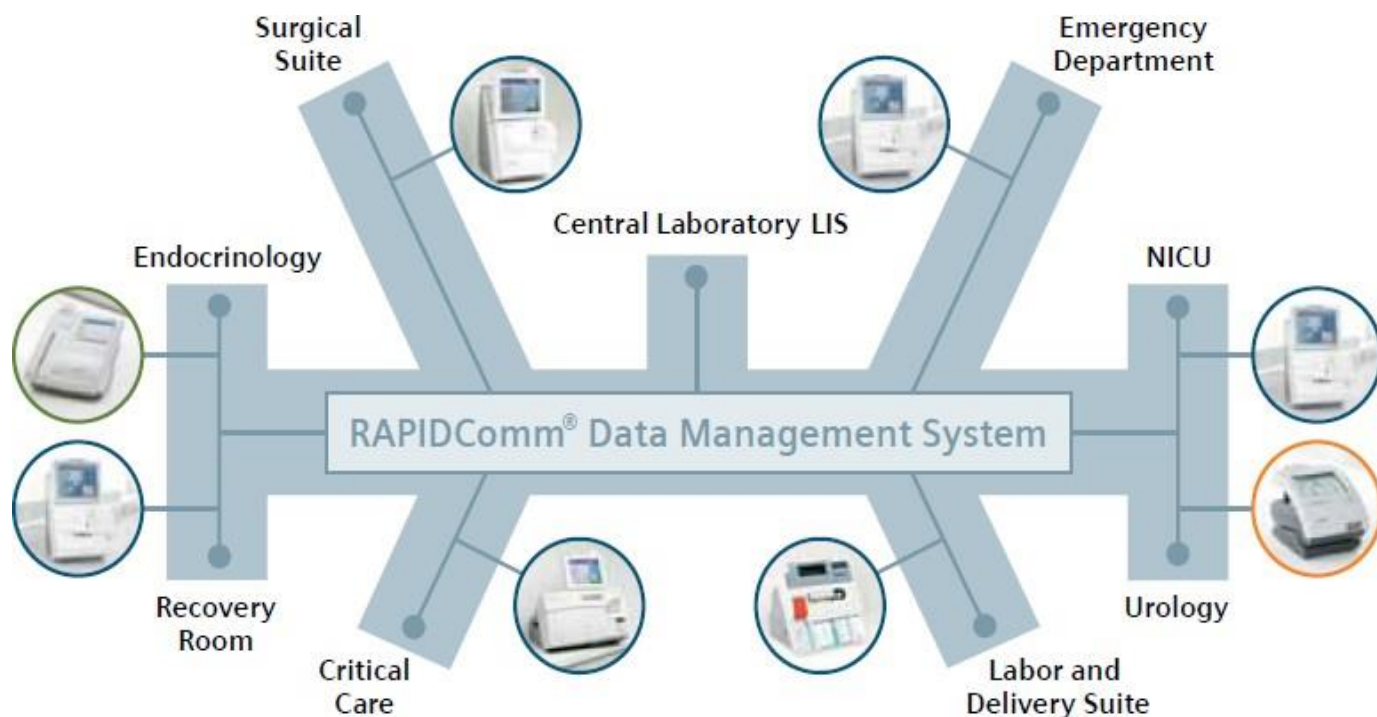 Surgical
Suite
Emergency
Department
Central Laboratory LIS
Endocrinology
NICU
RAPIDComm® Data Management System
Recovery
Room
Urology
Critical
Care
Labor and
Delivery Suite